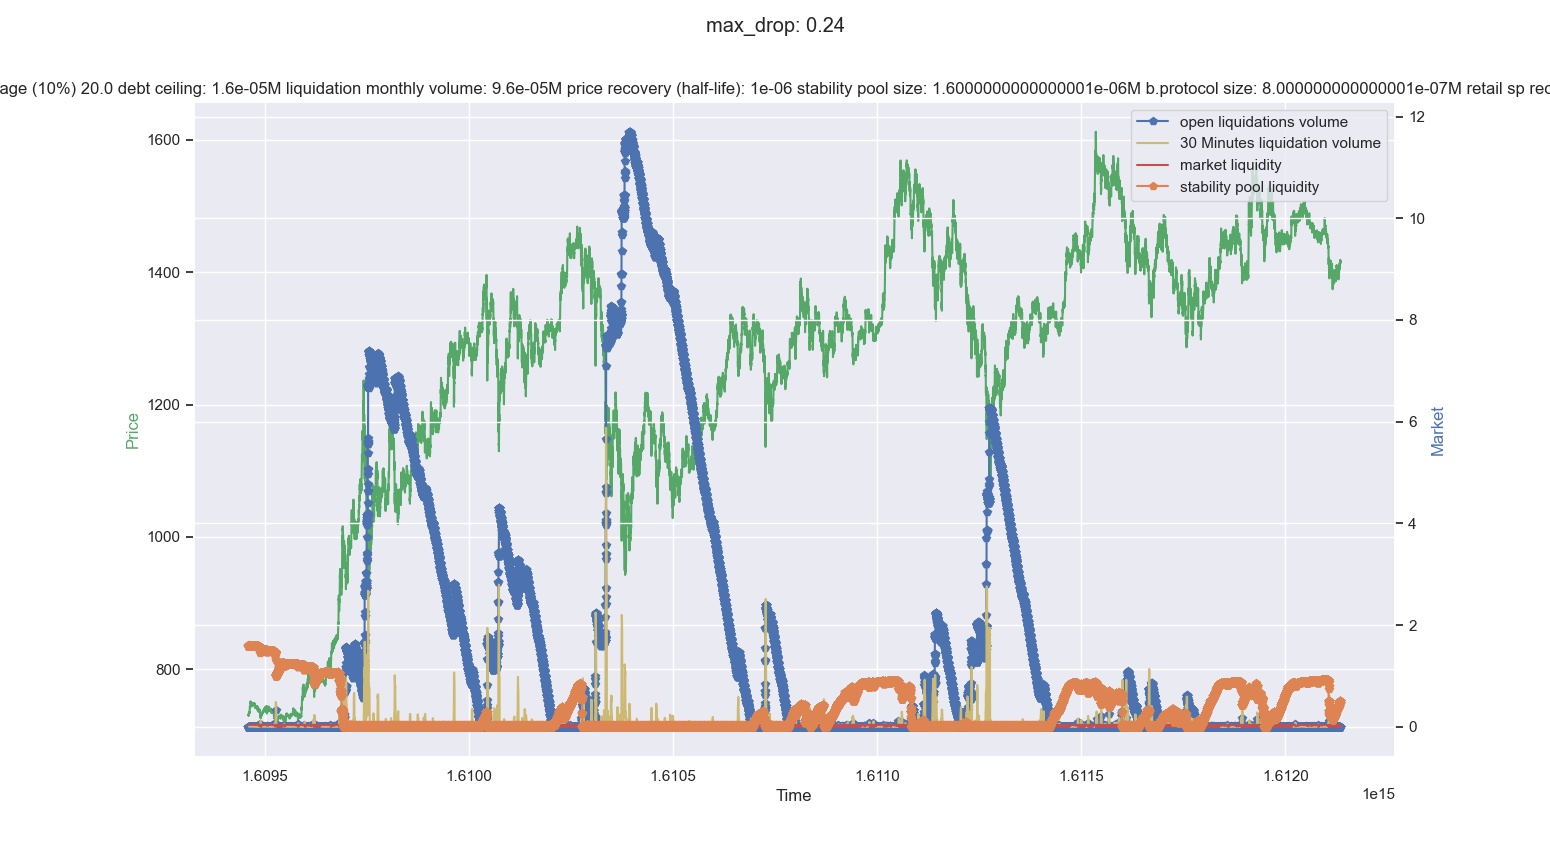 max_drop: 0.24
age (10%) 20.0 debt ceiling: 1.6e-05M liquidation monthly volume: 9.6e-05M price recovery (half-life): 1e-06 stability pool size: 1.6000000000000001e-06M b.protocol size: 8.000000000000001e-07M retail sp rec
open liquidations volume
30 Minutes liquidation volume
market liquidity
stability pool liquidity
1600
1400
1200
1000
800
Price
12
10
8
6
4
2
0
Market
1.6095
1.6100
1.6105
1.6110
1.6115
1.6120
1e15
Time